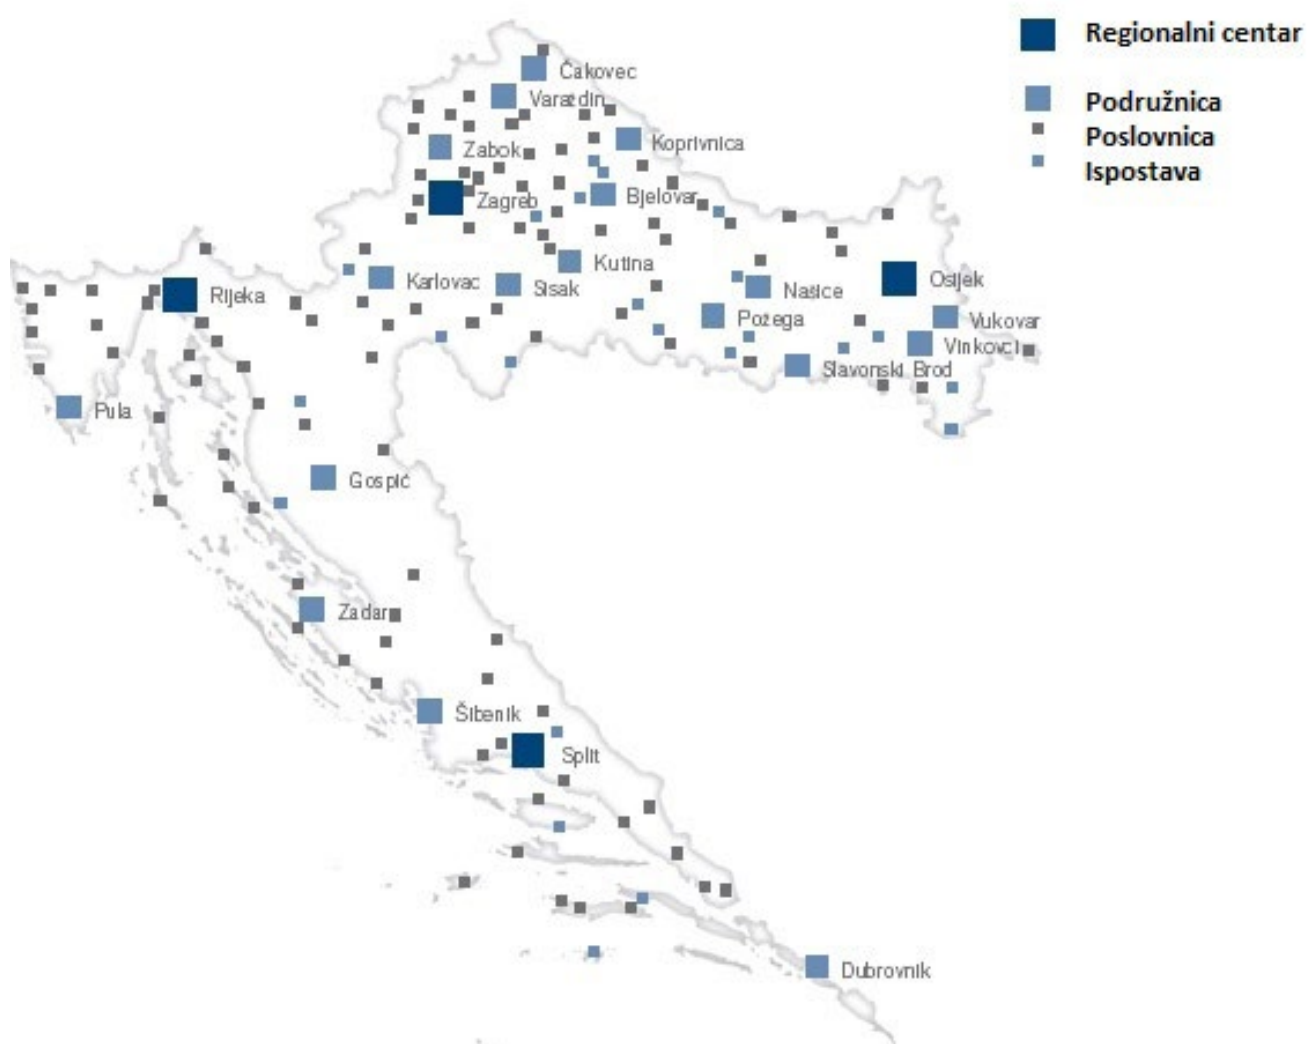 Regionalni centar
Čakovec
Podružnica
Varaždin
Poslovnica
Koprivnica
Zabok
Ispostava
Zagreb
Bjelovar
Kutina
Karlovac
Sisak
Osijek
Rijeka
Našice
Požega
Vukovar
Vinkovci
Slavonski Brod
Pula
Gospić
Zadar
Šibenik
Split
Dubrovnik